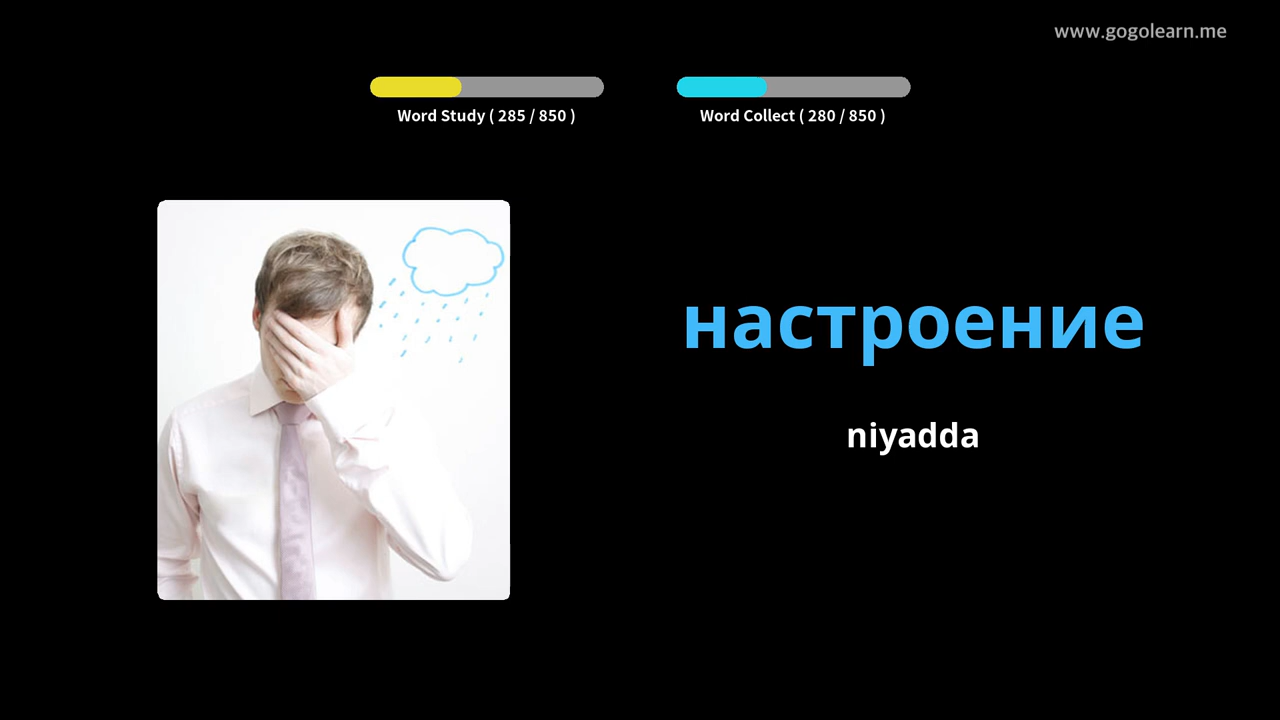 www.gogolearn.me
Word Study ( 285 / 850 )
Word Collect ( 280 / 850 )
настроение
niyadda